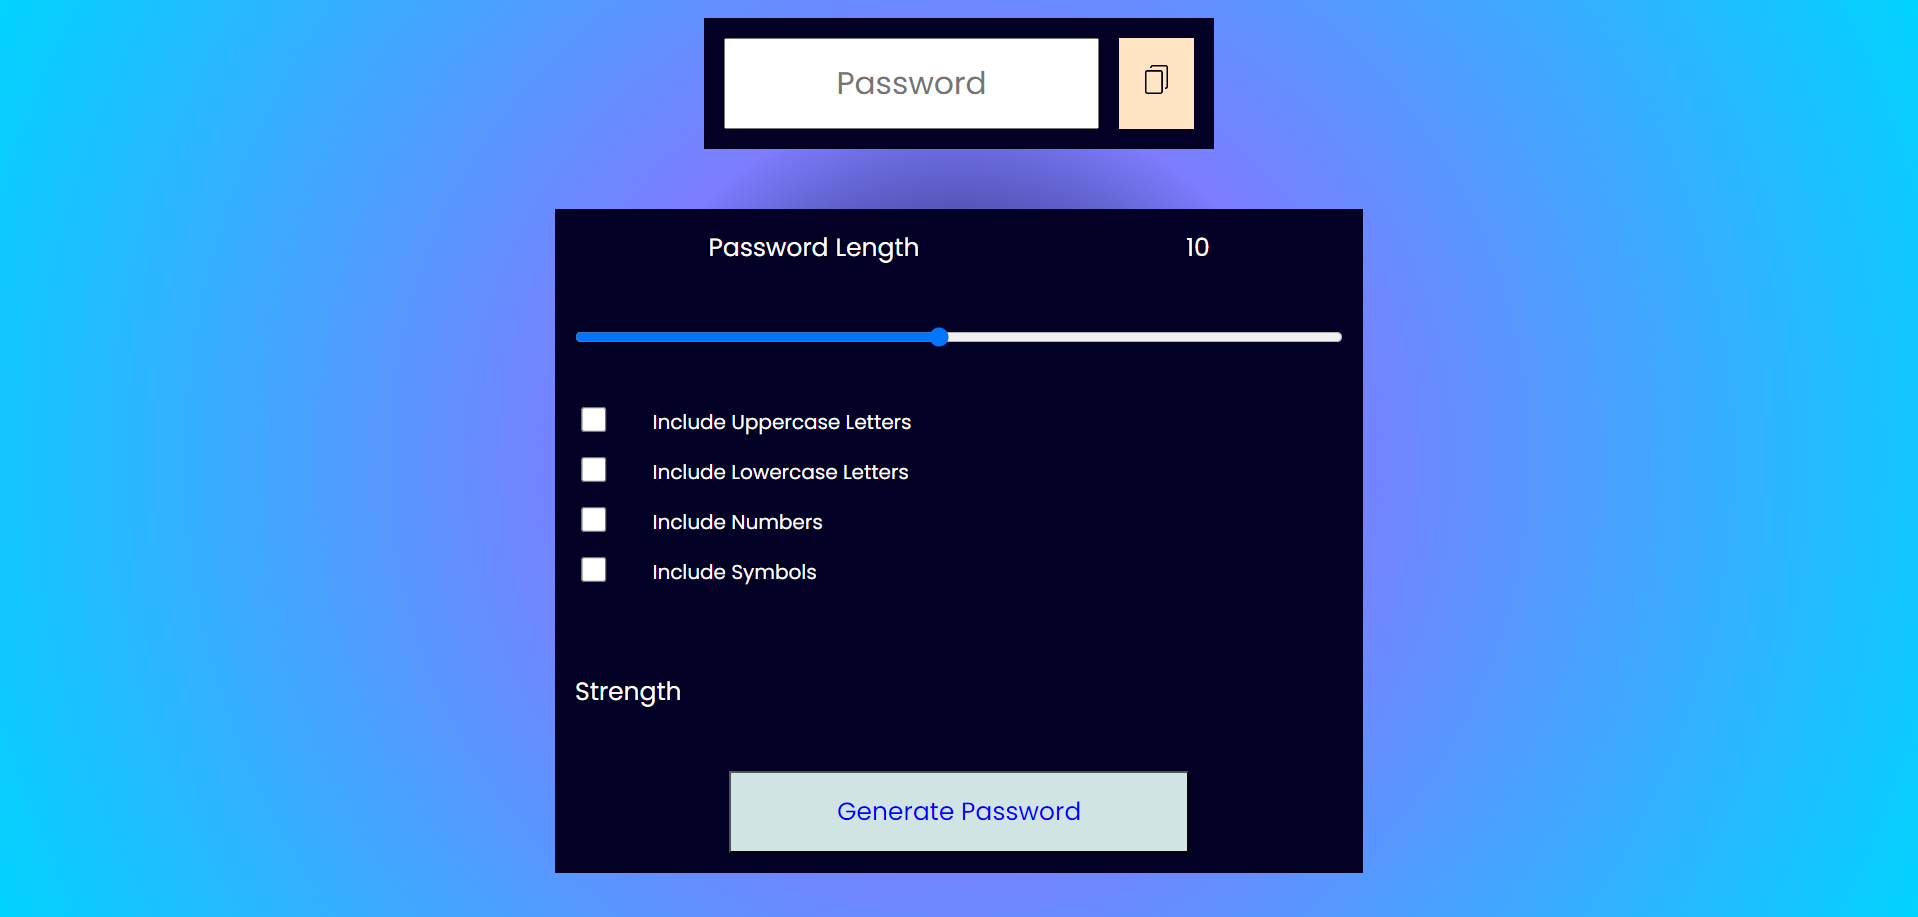 Password
Password Length 10
Include Uppercase Letters
Include Lowercase Letters
Include Numbers
Include Symbols
Strength
Generate Password